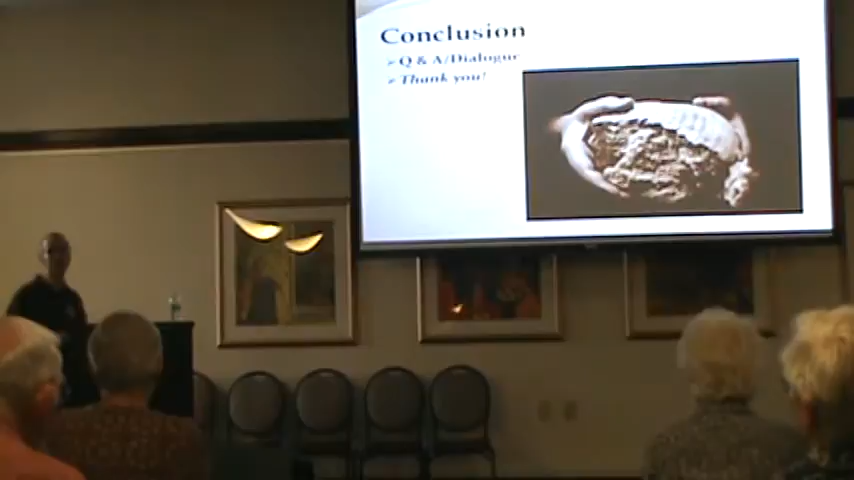 Conclusion
➢ Q & A/Dialogue
➢ Thank you!